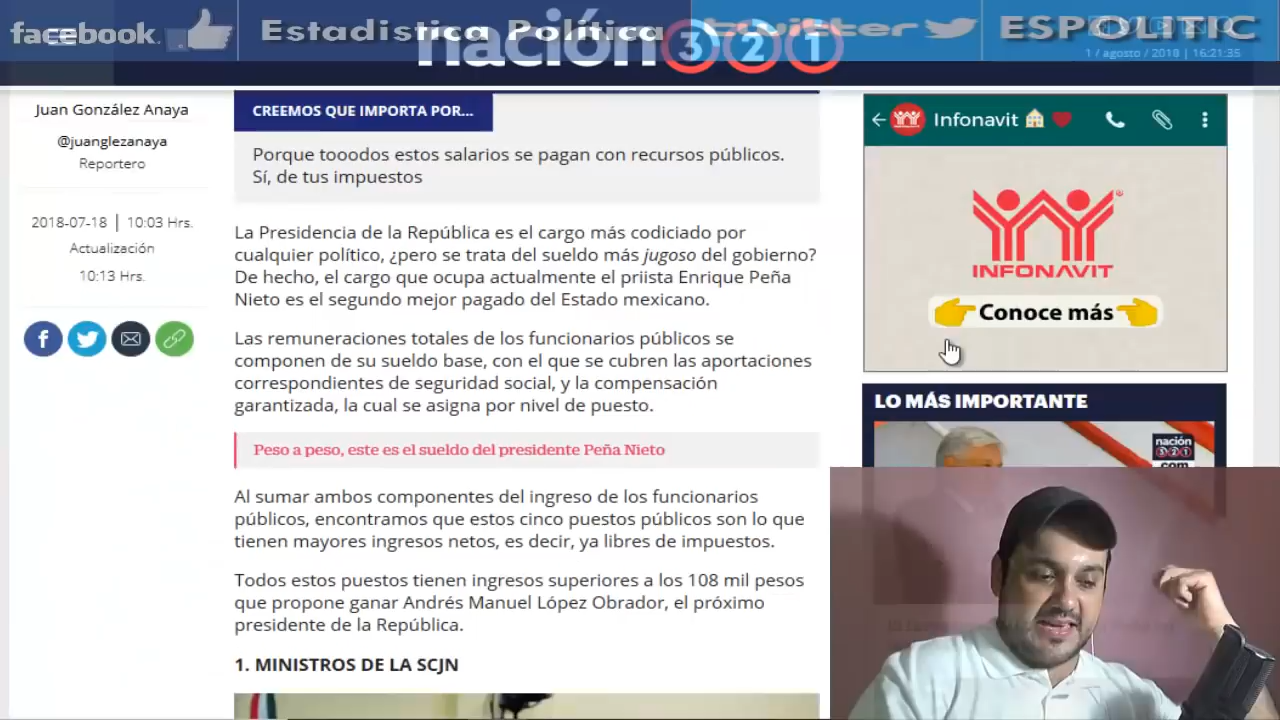 facebook.
Estadistica Política
twitter
ESPOLITIC
nación321
1 / agosto / 2018 | 16:21:35
Juan González Anaya
@juanglezanaya
Reportero
2018-07-18 | 10:03 Hrs.
Actualización
10:13 Hrs.
CREEMOS QUE IMPORTA POR...
Porque tooodos estos salarios se pagan con recursos públicos.
Sí, de tus impuestos
La Presidencia de la República es el cargo más codiciado por
cualquier político, ¿pero se trata del sueldo más jugoso del gobierno?
De hecho, el cargo que ocupa actualmente el priista Enrique Peña
Nieto es el segundo mejor pagado del Estado mexicano.
Las remuneraciones totales de los funcionarios públicos se
componen de su sueldo base, con el que se cubren las aportaciones
correspondientes de seguridad social, y la compensación
garantizada, la cual se asigna por nivel de puesto.
Peso a peso, este es el sueldo del presidente Peña Nieto
Al sumar ambos componentes del ingreso de los funcionarios
públicos, encontramos que estos cinco puestos públicos son lo que
tienen mayores ingresos netos, es decir, ya libres de impuestos.
Todos estos puestos tienen ingresos superiores a los 108 mil pesos
que propone ganar Andrés Manuel López Obrador, el próximo
presidente de la República.
1. MINISTROS DE LA SCJN
Infonavit
INFONAVIT
Conoce más
LO MÁS IMPORTANTE
nación
321
.com